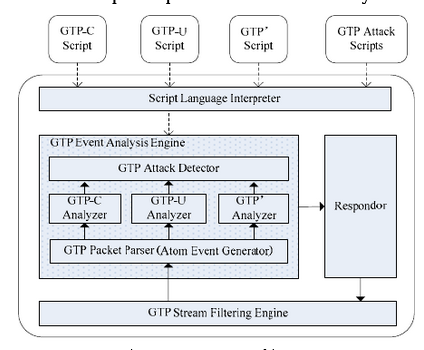 GTP-C
Script
GTP-U
Script
GTP’
Script
GTP Attack
Scripts
Script Language Interpreter
GTP Event Analysis Engine
GTP Attack Detector
GTP-C
Analyzer
GTP-U
Analyzer
GTP’
Analyzer
Respondor
GTP Packet Parser (Atom Event Generator)
GTP Stream Filtering Engine